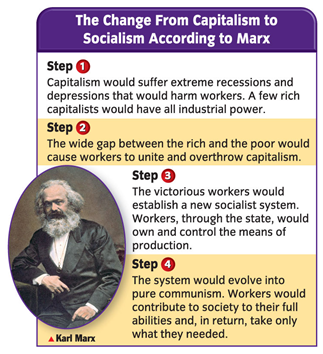 The Change From Capitalism to
Socialism According to Marx
Step 1
Capitalism would suffer extreme recessions and
depressions that would harm workers. A few rich
capitalists would have all industrial power.
Step 2
The wide gap between the rich and the poor would
cause workers to unite and overthrow capitalism.
Step 3
The victorious workers would
establish a new socialist system.
Workers, through the state, would
own and control the means of
production.
Step 4
The system would evolve into
pure communism. Workers would
contribute to society to their full
abilities and, in return, take only
what they needed.
▲ Karl Marx